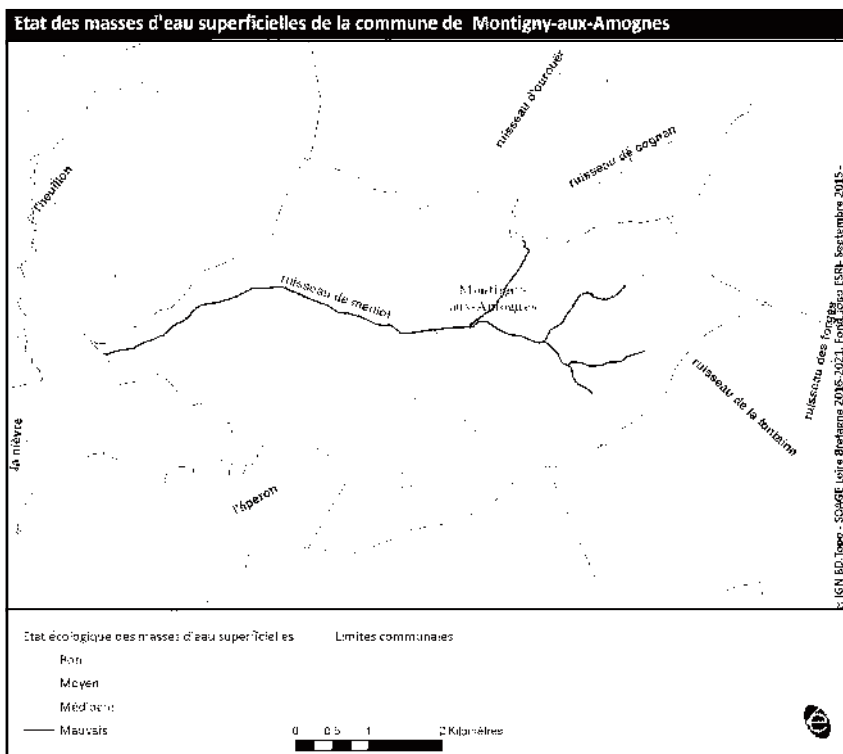 Etat des masses d'eau superficielles de la commune de Montigny-aux-Amognes
ruisseau d'ourouër
ruisseau de cognan
l'heuillon
ruisseau de meniot
Montigny-
aux-Amognes
ruisseau des forges
ruisseau de la fontaine
la nièvre
l'éperon
© IGN BD.Topo - SDAGE Loire Bretagne 2016-2021, Fond Topo ESRI- Septembre 2015 -
Etat écologique des masses d'eau superficielles
Limites communales
Bon
Moyen
Médiocre
Mauvais
0 0.5 1 2 Kilomètres